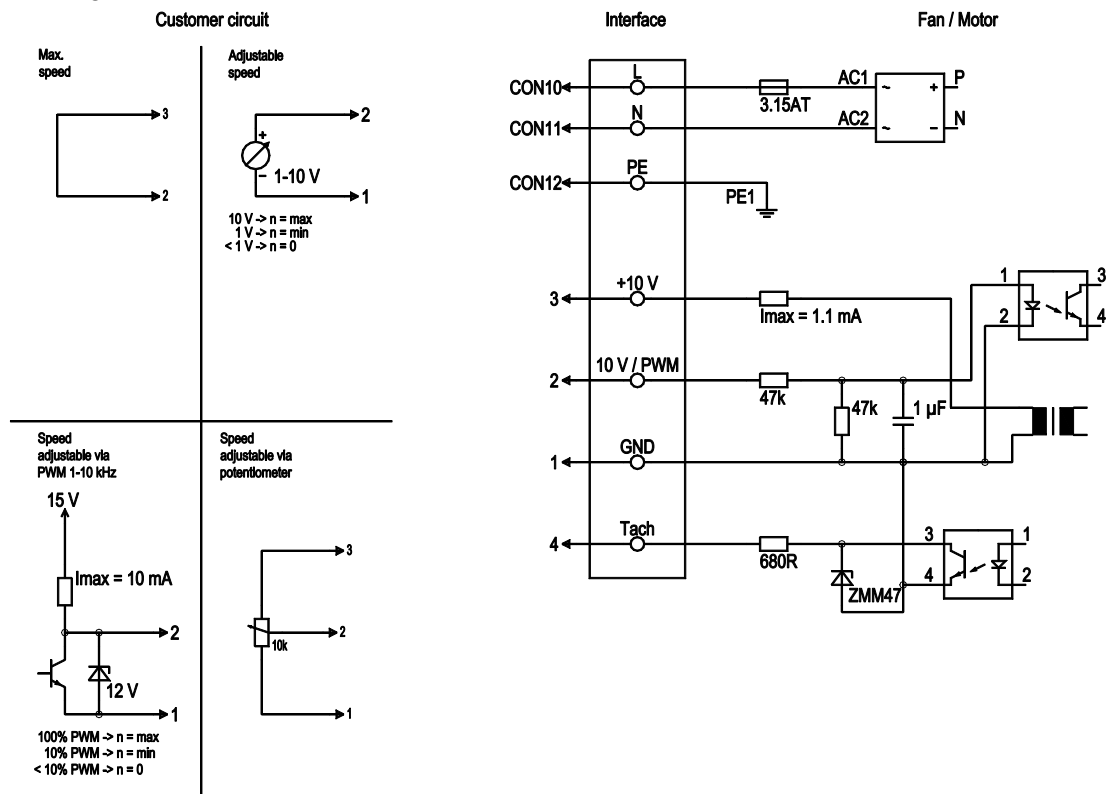 Customer circuit
Max.
speed
3
2
Adjustable
speed
2
+
1-10 V
−
1
10 V -> n = max
1 V -> n = min
< 1 V -> n = 0
Speed
adjustable via
PWM 1-10 kHz
15 V
Imax = 10 mA
2
12 V
1
100% PWM -> n = max
10% PWM -> n = min
< 10% PWM -> n = 0
Speed
adjustable via
potentiometer
3
2
10k
1
Interface
Fan / Motor
CON10
L
3.15AT
AC1
~
+
P
CON11
N
AC2
~
−
N
CON12
PE
PE1
3
+10 V
Imax = 1.1 mA
1
2
3
4
2
10 V / PWM
47k
47k
1 µF
1
GND
4
Tach
680R
ZMM47
3
4
1
2